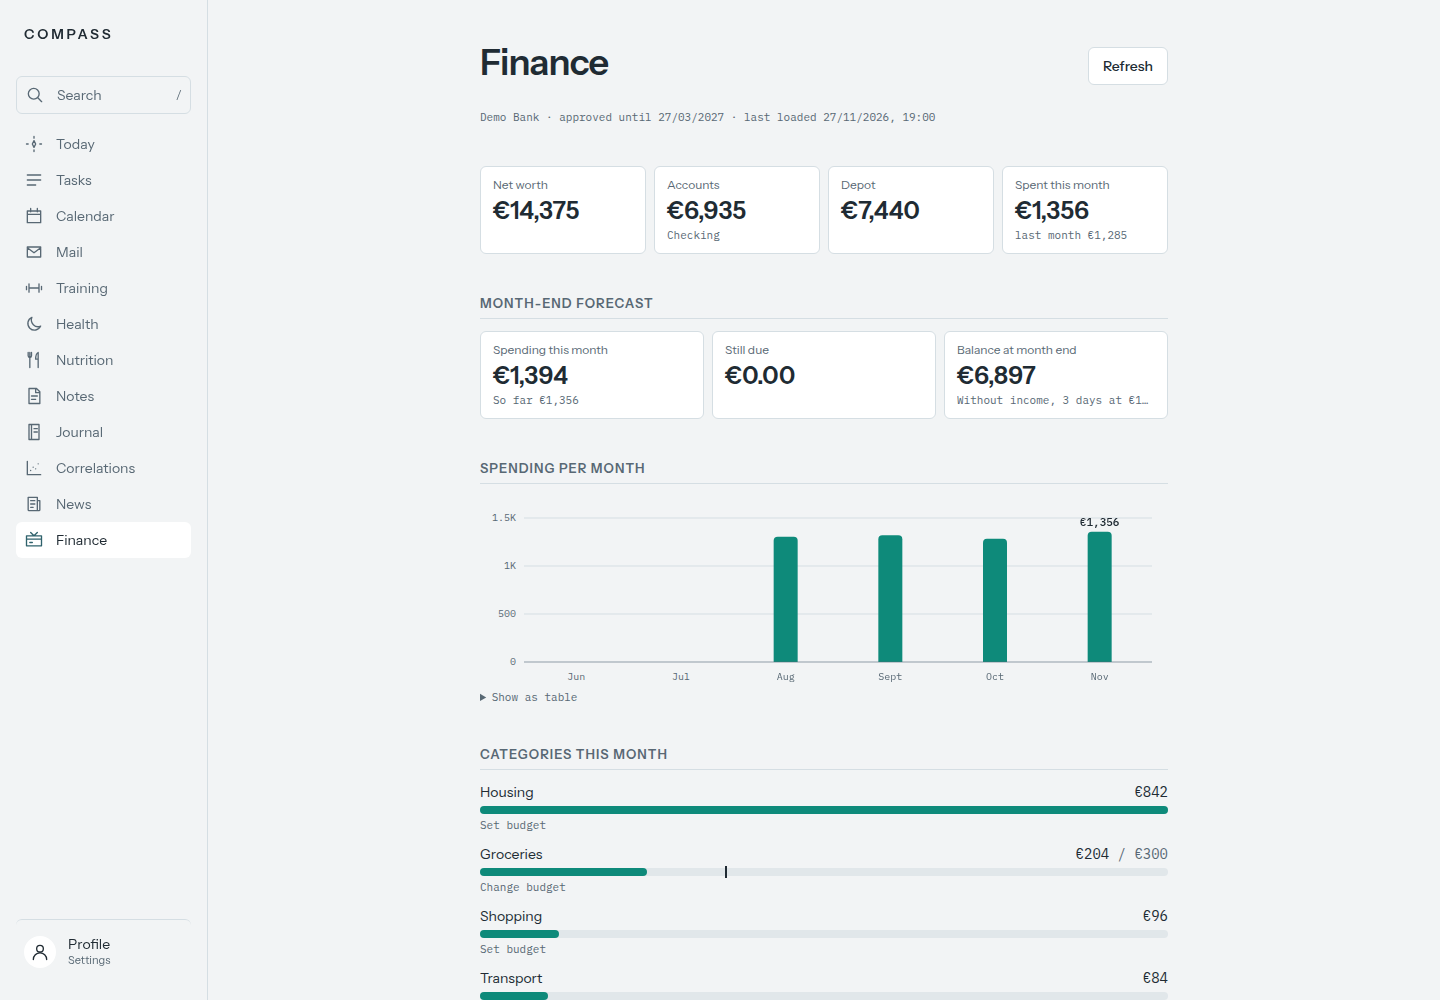 COMPASS
Search /
Today
Tasks
Calendar
Mail
Training
Health
Nutrition
Notes
Journal
Correlations
News
Finance
Profile
Settings
Finance
Refresh
Demo Bank · approved until 27/03/2027 · last loaded 27/11/2026, 19:00
Net worth
€14,375
Accounts
€6,935
Checking
Depot
€7,440
Spent this month
€1,356
last month €1,285
MONTH-END FORECAST
Spending this month
€1,394
So far €1,356
Still due
€0.00
Balance at month end
€6,897
Without income, 3 days at €1…
SPENDING PER MONTH
1.5K
1K
500
0
€1,356
Jun Jul Aug Sept Oct Nov
Show as table
CATEGORIES THIS MONTH
Housing €842
Set budget
Groceries €204 / €300
Change budget
Shopping €96
Set budget
Transport €84